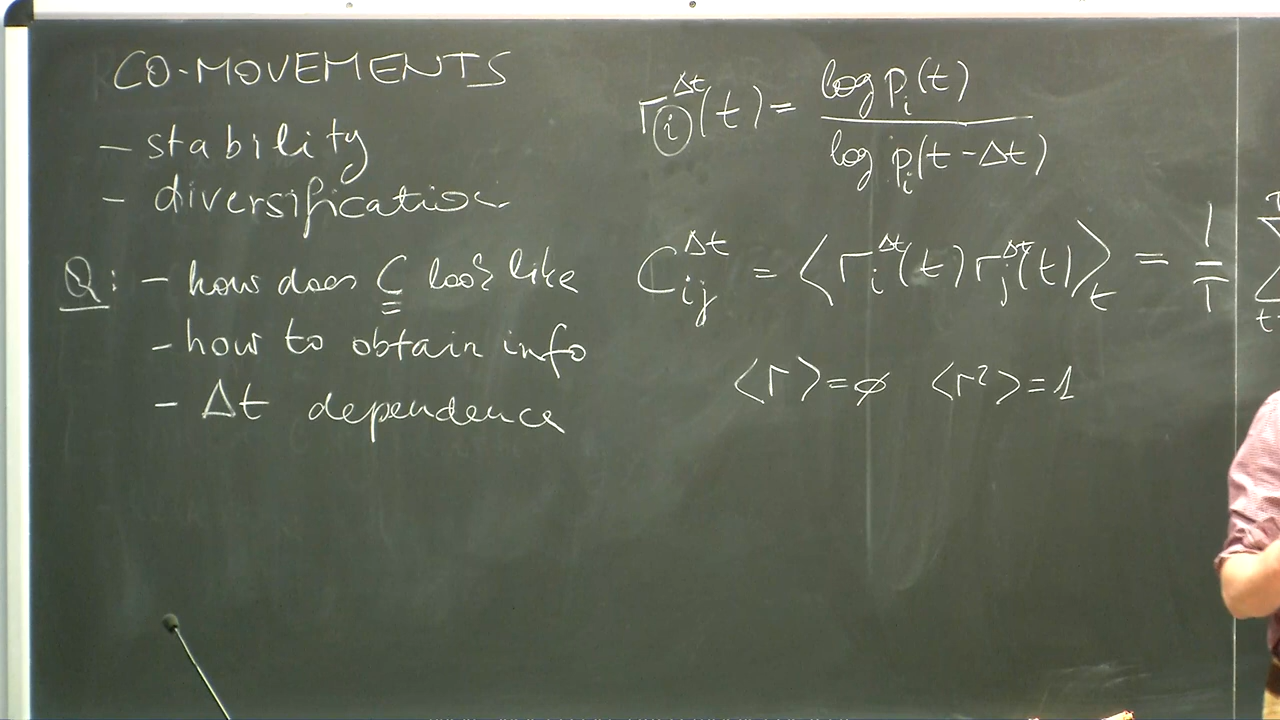 CO-MOVEMENTS
- stability
- diversification
Q: - how does C look like
- how to obtain info
- Δt dependence
r_i^Δt(t) = log p_i(t) / log p_i(t-Δt)
C_ij^Δt = ⟨r_i^Δt(t) r_j^Δt(t)⟩_t = 1/T Σ t
⟨r⟩=∅ ⟨r²⟩=1